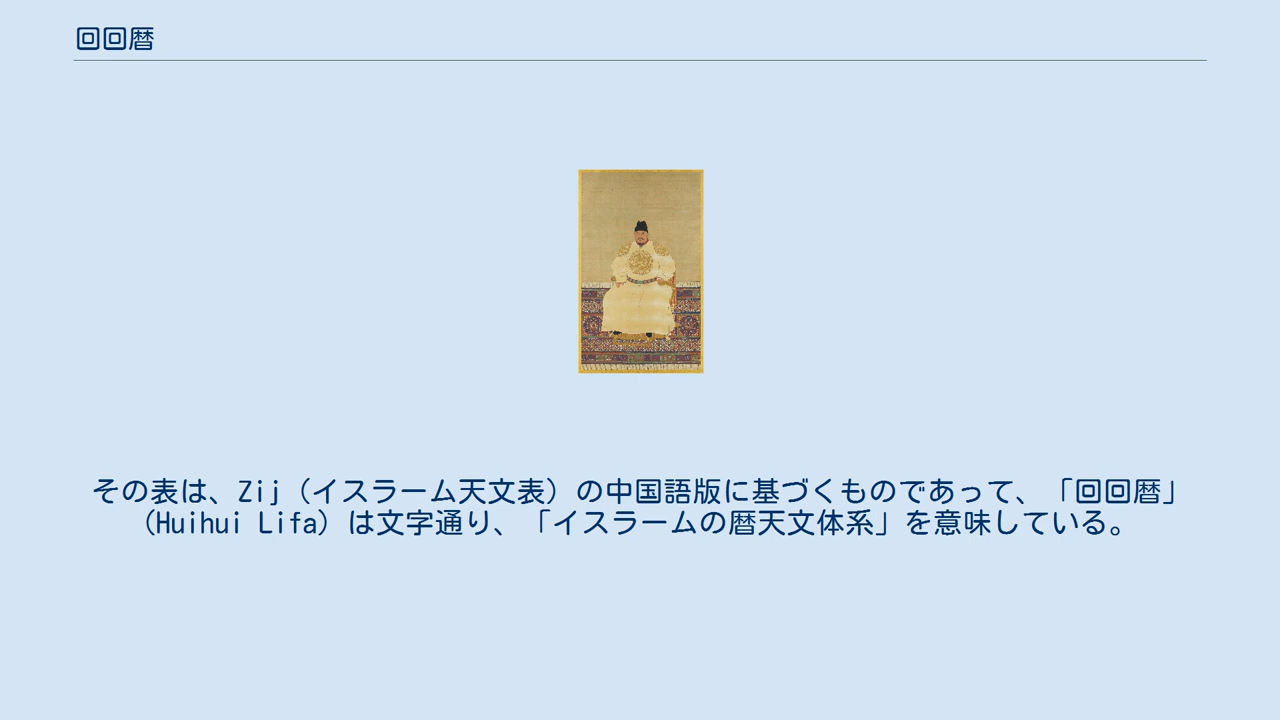 回回暦
その表は、Zij（イスラーム天文表）の中国語版に基づくものであって、「回回暦」
（Huihui Lifa）は文字通り、「イスラームの暦天文体系」を意味している。